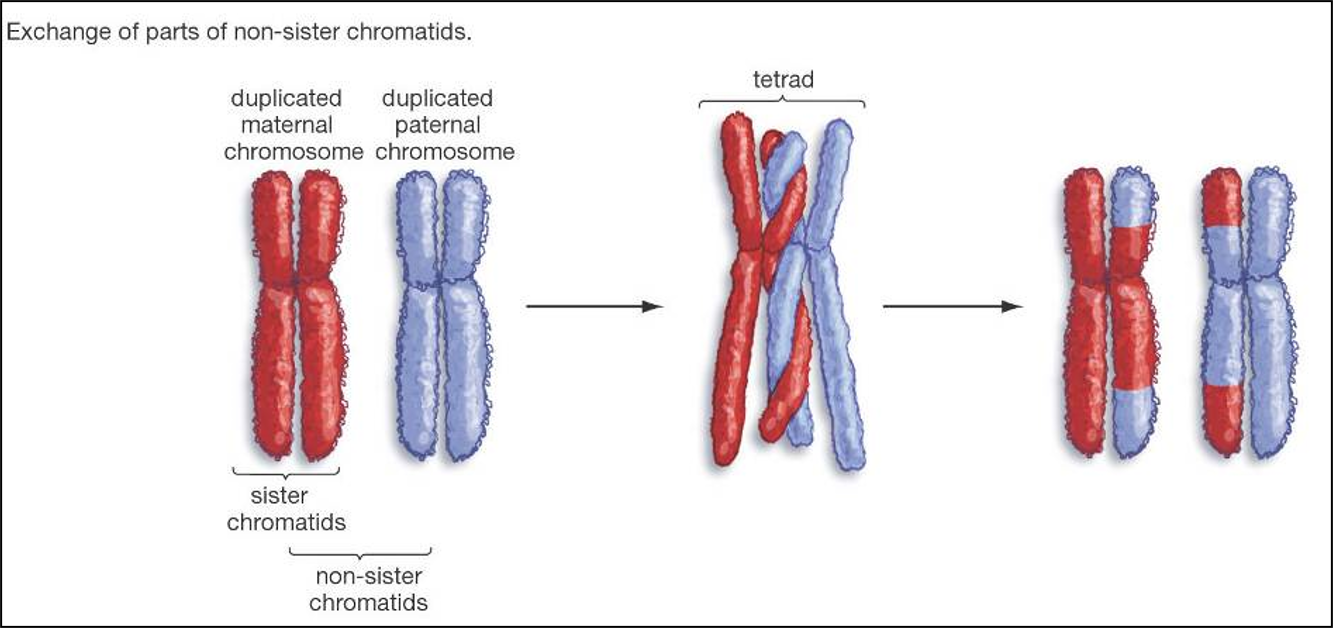 Exchange of parts of non-sister chromatids.
duplicated
maternal
chromosome
duplicated
paternal
chromosome
tetrad
sister
chromatids
non-sister
chromatids